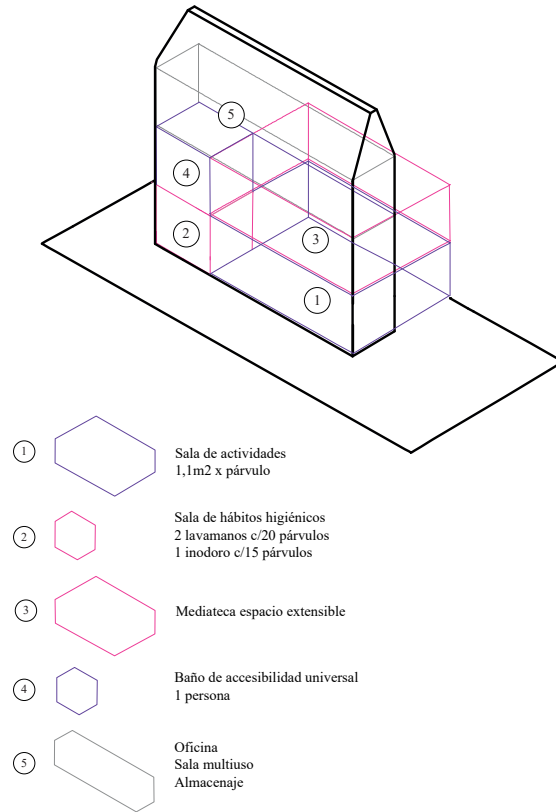 5
4
2
3
1
1
Sala de actividades
1,1m2 x párvulo
2
Sala de hábitos higiénicos
2 lavamanos c/20 párvulos
1 inodoro c/15 párvulos
3
Mediateca espacio extensible
4
Baño de accesibilidad universal
1 persona
5
Oficina
Sala multiuso
Almacenaje